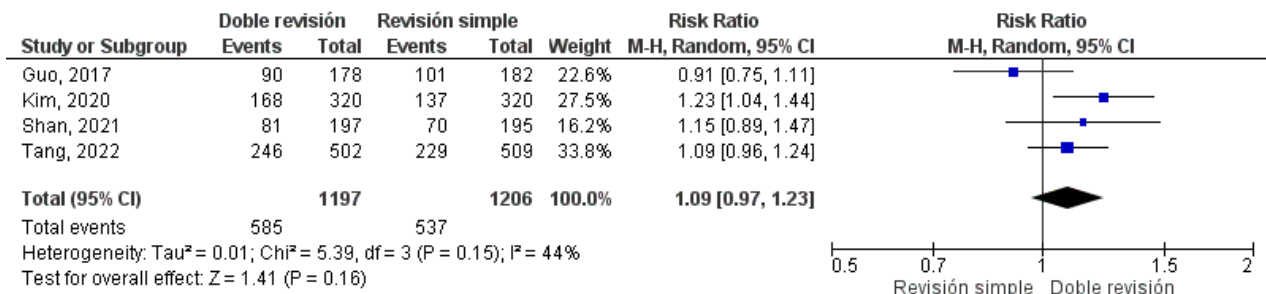 Doble revisión Revisión simple Risk Ratio Risk Ratio
Study or Subgroup Events Total Events Total Weight M-H, Random, 95% CI M-H, Random, 95% CI
Guo, 2017 90 178 101 182 22.6% 0.91 [0.75, 1.11]
Kim, 2020 168 320 137 320 27.5% 1.23 [1.04, 1.44]
Shan, 2021 81 197 70 195 16.2% 1.15 [0.89, 1.47]
Tang, 2022 246 502 229 509 33.8% 1.09 [0.96, 1.24]
Total (95% CI) 1197 1206 100.0% 1.09 [0.97, 1.23]
Total events 585 537
Heterogeneity: Tau² = 0.01; Chi² = 5.39, df = 3 (P = 0.15); I² = 44%
Test for overall effect: Z = 1.41 (P = 0.16)
0.5 0.7 1 1.5 2
Revisión simple Doble revisión